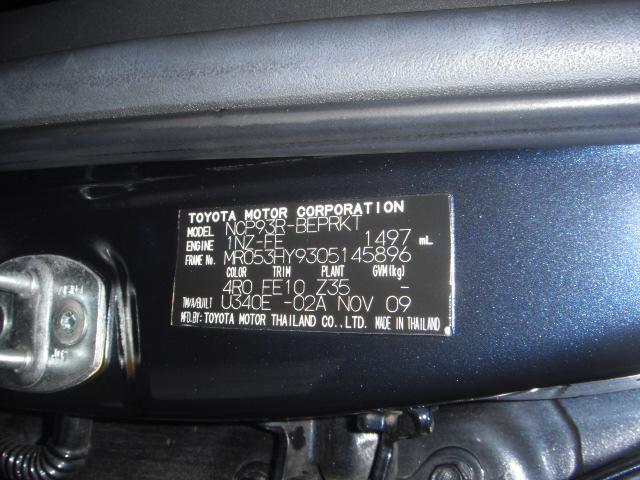 TOYOTA MOTOR CORPORATION
MODEL NCP93R-BEPRKT
ENGINE 1NZ-FE 1497 mL
FRAME No. MR053HY9305145896
COLOR TRIM PLANT GVM(kg)
4R0 FE10 Z35 -
T/A/BUILT U340E -02A NOV 09
MFD.BY: TOYOTA MOTOR THAILAND CO.,LTD. MADE IN THAILAND